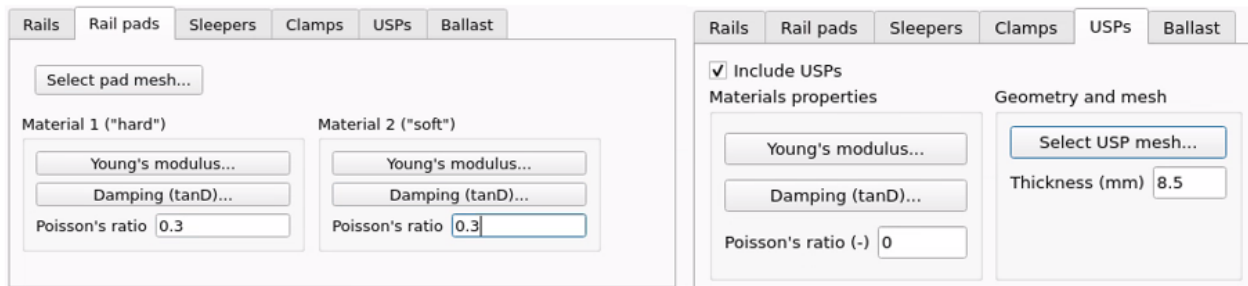 Rails Rail pads Sleepers Clamps USPs Ballast
Select pad mesh...
Material 1 ("hard") Material 2 ("soft")
Young's modulus... Young's modulus...
Damping (tanD)... Damping (tanD)...
Poisson's ratio 0.3 Poisson's ratio 0.3
Rails Rail pads Sleepers Clamps USPs Ballast
Include USPs
Materials properties Geometry and mesh
Young's modulus... Select USP mesh...
Damping (tanD)... Thickness (mm) 8.5
Poisson's ratio (-) 0